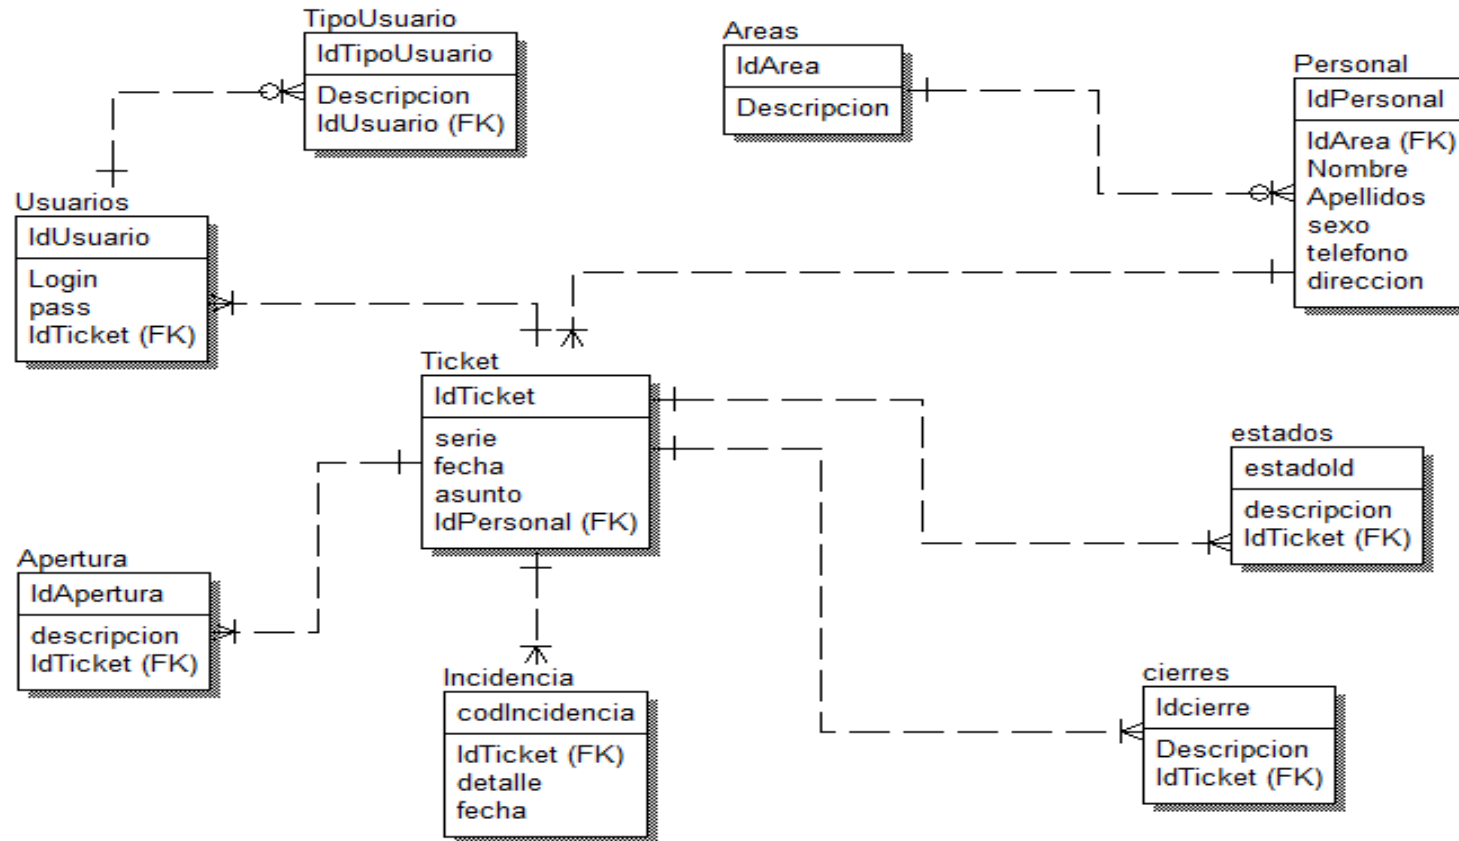 TipoUsuario
IdTipoUsuario
Descripcion
IdUsuario (FK)
Areas
IdArea
Descripcion
Personal
IdPersonal
IdArea (FK)
Nombre
Apellidos
sexo
telefono
direccion
Usuarios
IdUsuario
Login
pass
IdTicket (FK)
Ticket
IdTicket
serie
fecha
asunto
IdPersonal (FK)
estados
estadoId
descripcion
IdTicket (FK)
Apertura
IdApertura
descripcion
IdTicket (FK)
Incidencia
codIncidencia
IdTicket (FK)
detalle
fecha
cierres
Idcierre
Descripcion
IdTicket (FK)